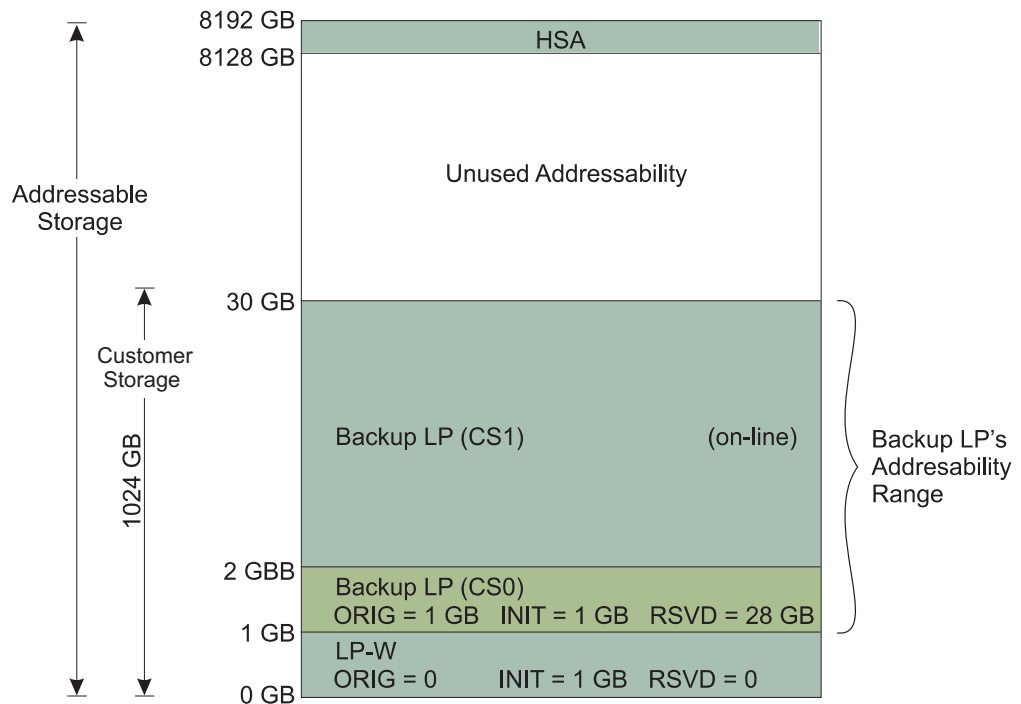 8192 GB
HSA
8128 GB
Unused Addressability
Addressable
Storage
30 GB
Customer
Storage
1024 GB
Backup LP (CS1) (on-line)
Backup LP's
Addresability
Range
2 GBB
Backup LP (CS0)
ORIG = 1 GB INIT = 1 GB RSVD = 28 GB
1 GB
LP-W
ORIG = 0 INIT = 1 GB RSVD = 0
0 GB